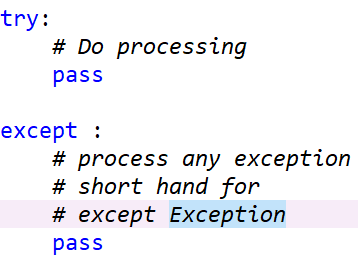 try:
    # Do processing
    pass

except :
    # process any exception
    # short hand for
    # except Exception
    pass